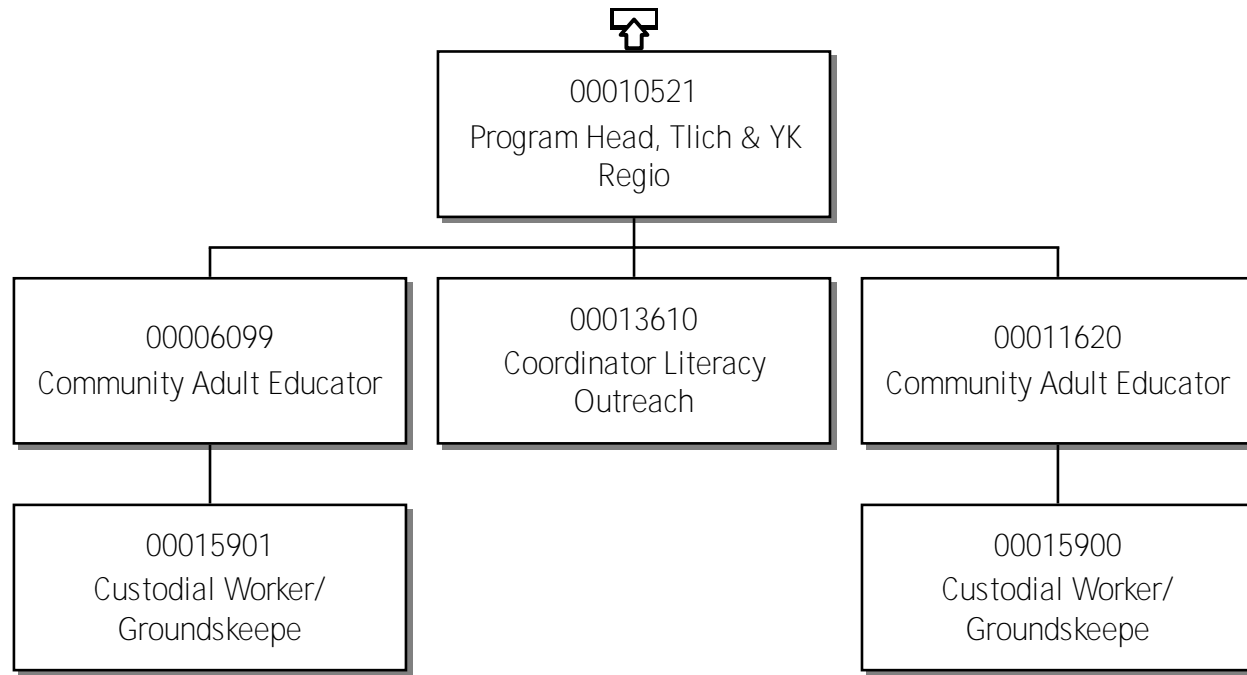 00010521
Program Head, Tlich & YK
Regio
00006099
Community Adult Educator
00013610
Coordinator Literacy
Outreach
00011620
Community Adult Educator
00015901
Custodial Worker/
Groundskeepe
00015900
Custodial Worker/
Groundskeepe